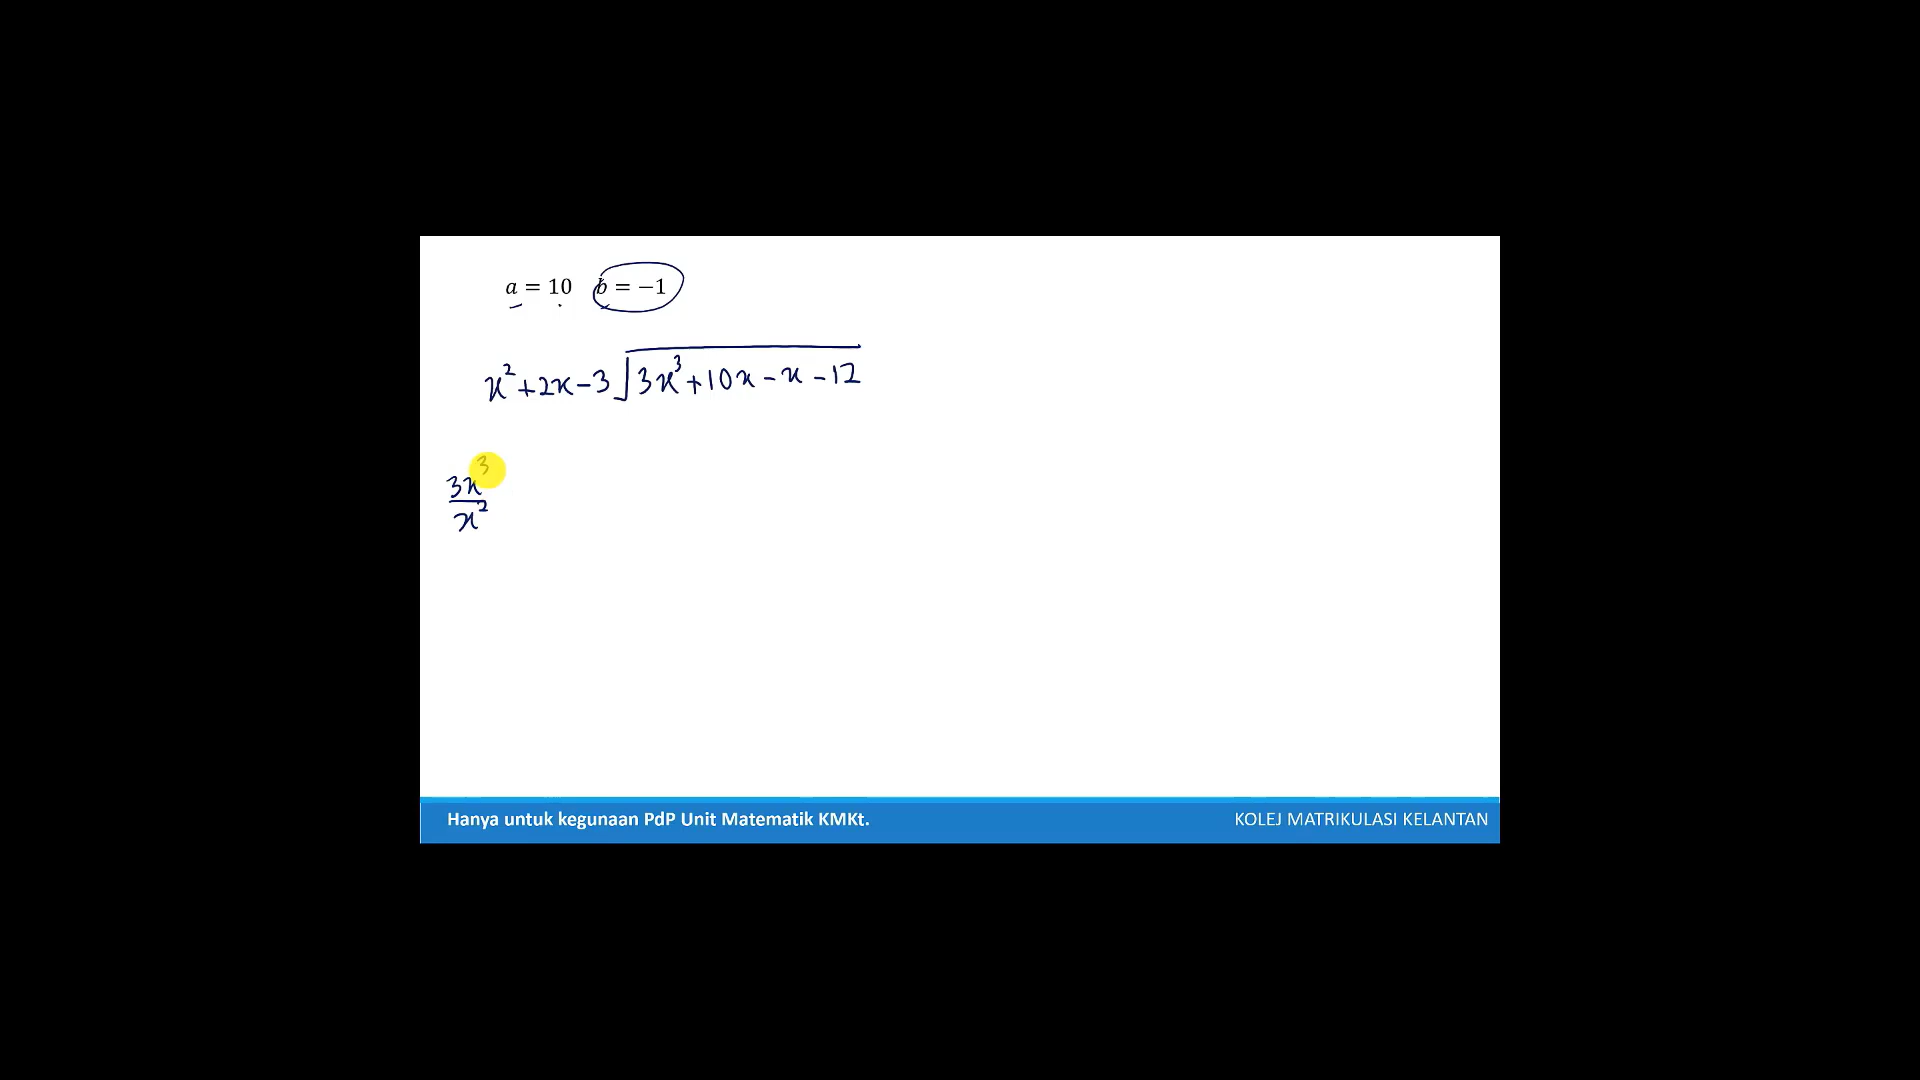 a = 10 b = −1
x² + 2x − 3 √ 3x³ + 10x − x − 12
3x³
x²
Hanya untuk kegunaan PdP Unit Matematik KMKt.
KOLEJ MATRIKULASI KELANTAN